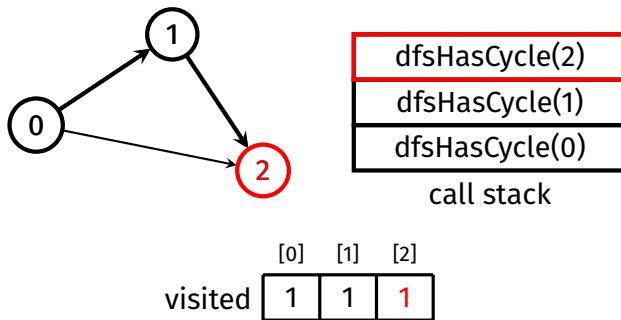 1
0
2
dfsHasCycle(2)
dfsHasCycle(1)
dfsHasCycle(0)
call stack
[0] [1] [2]
visited 1 1 1